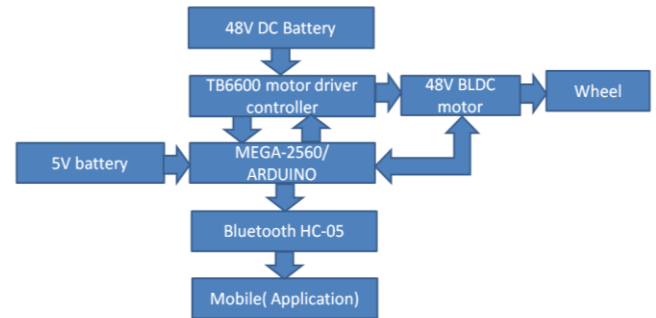 48V DC Battery
TB6600 motor driver
controller
48V BLDC
motor
Wheel
5V battery
MEGA-2560/
ARDUINO
Bluetooth HC-05
Mobile( Application)